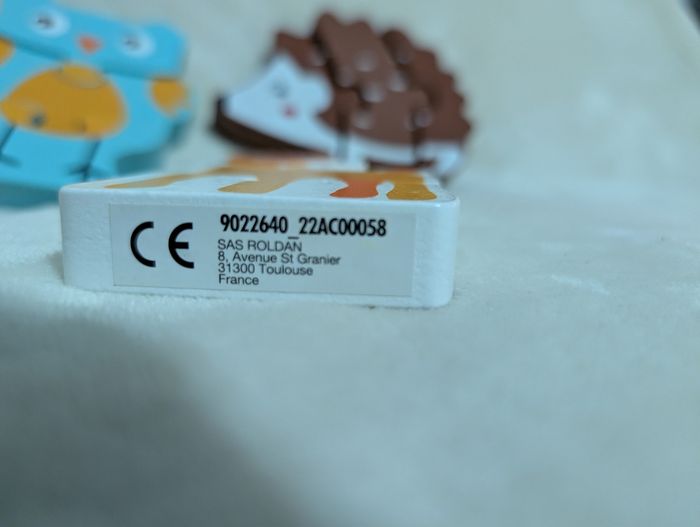 CE
9022640_22AC00058
SAS ROLDAN
8, Avenue St Granier
31300 Toulouse
France